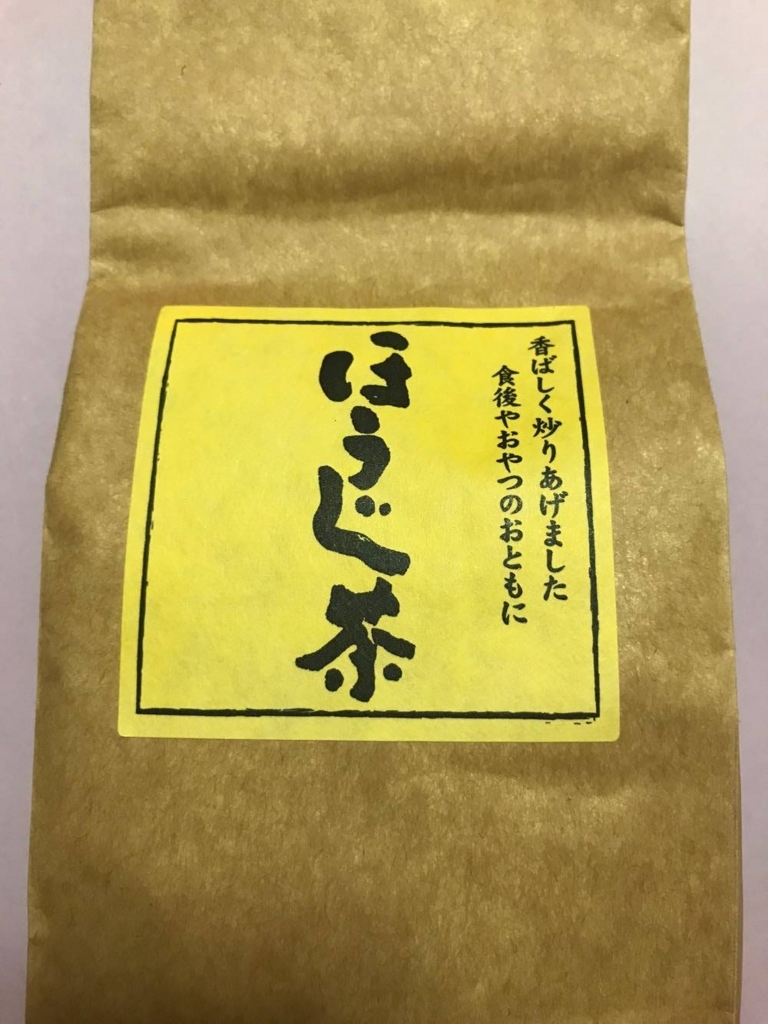 香ばしく炒りあげました
食後やおやつのおともに
ほうじ茶